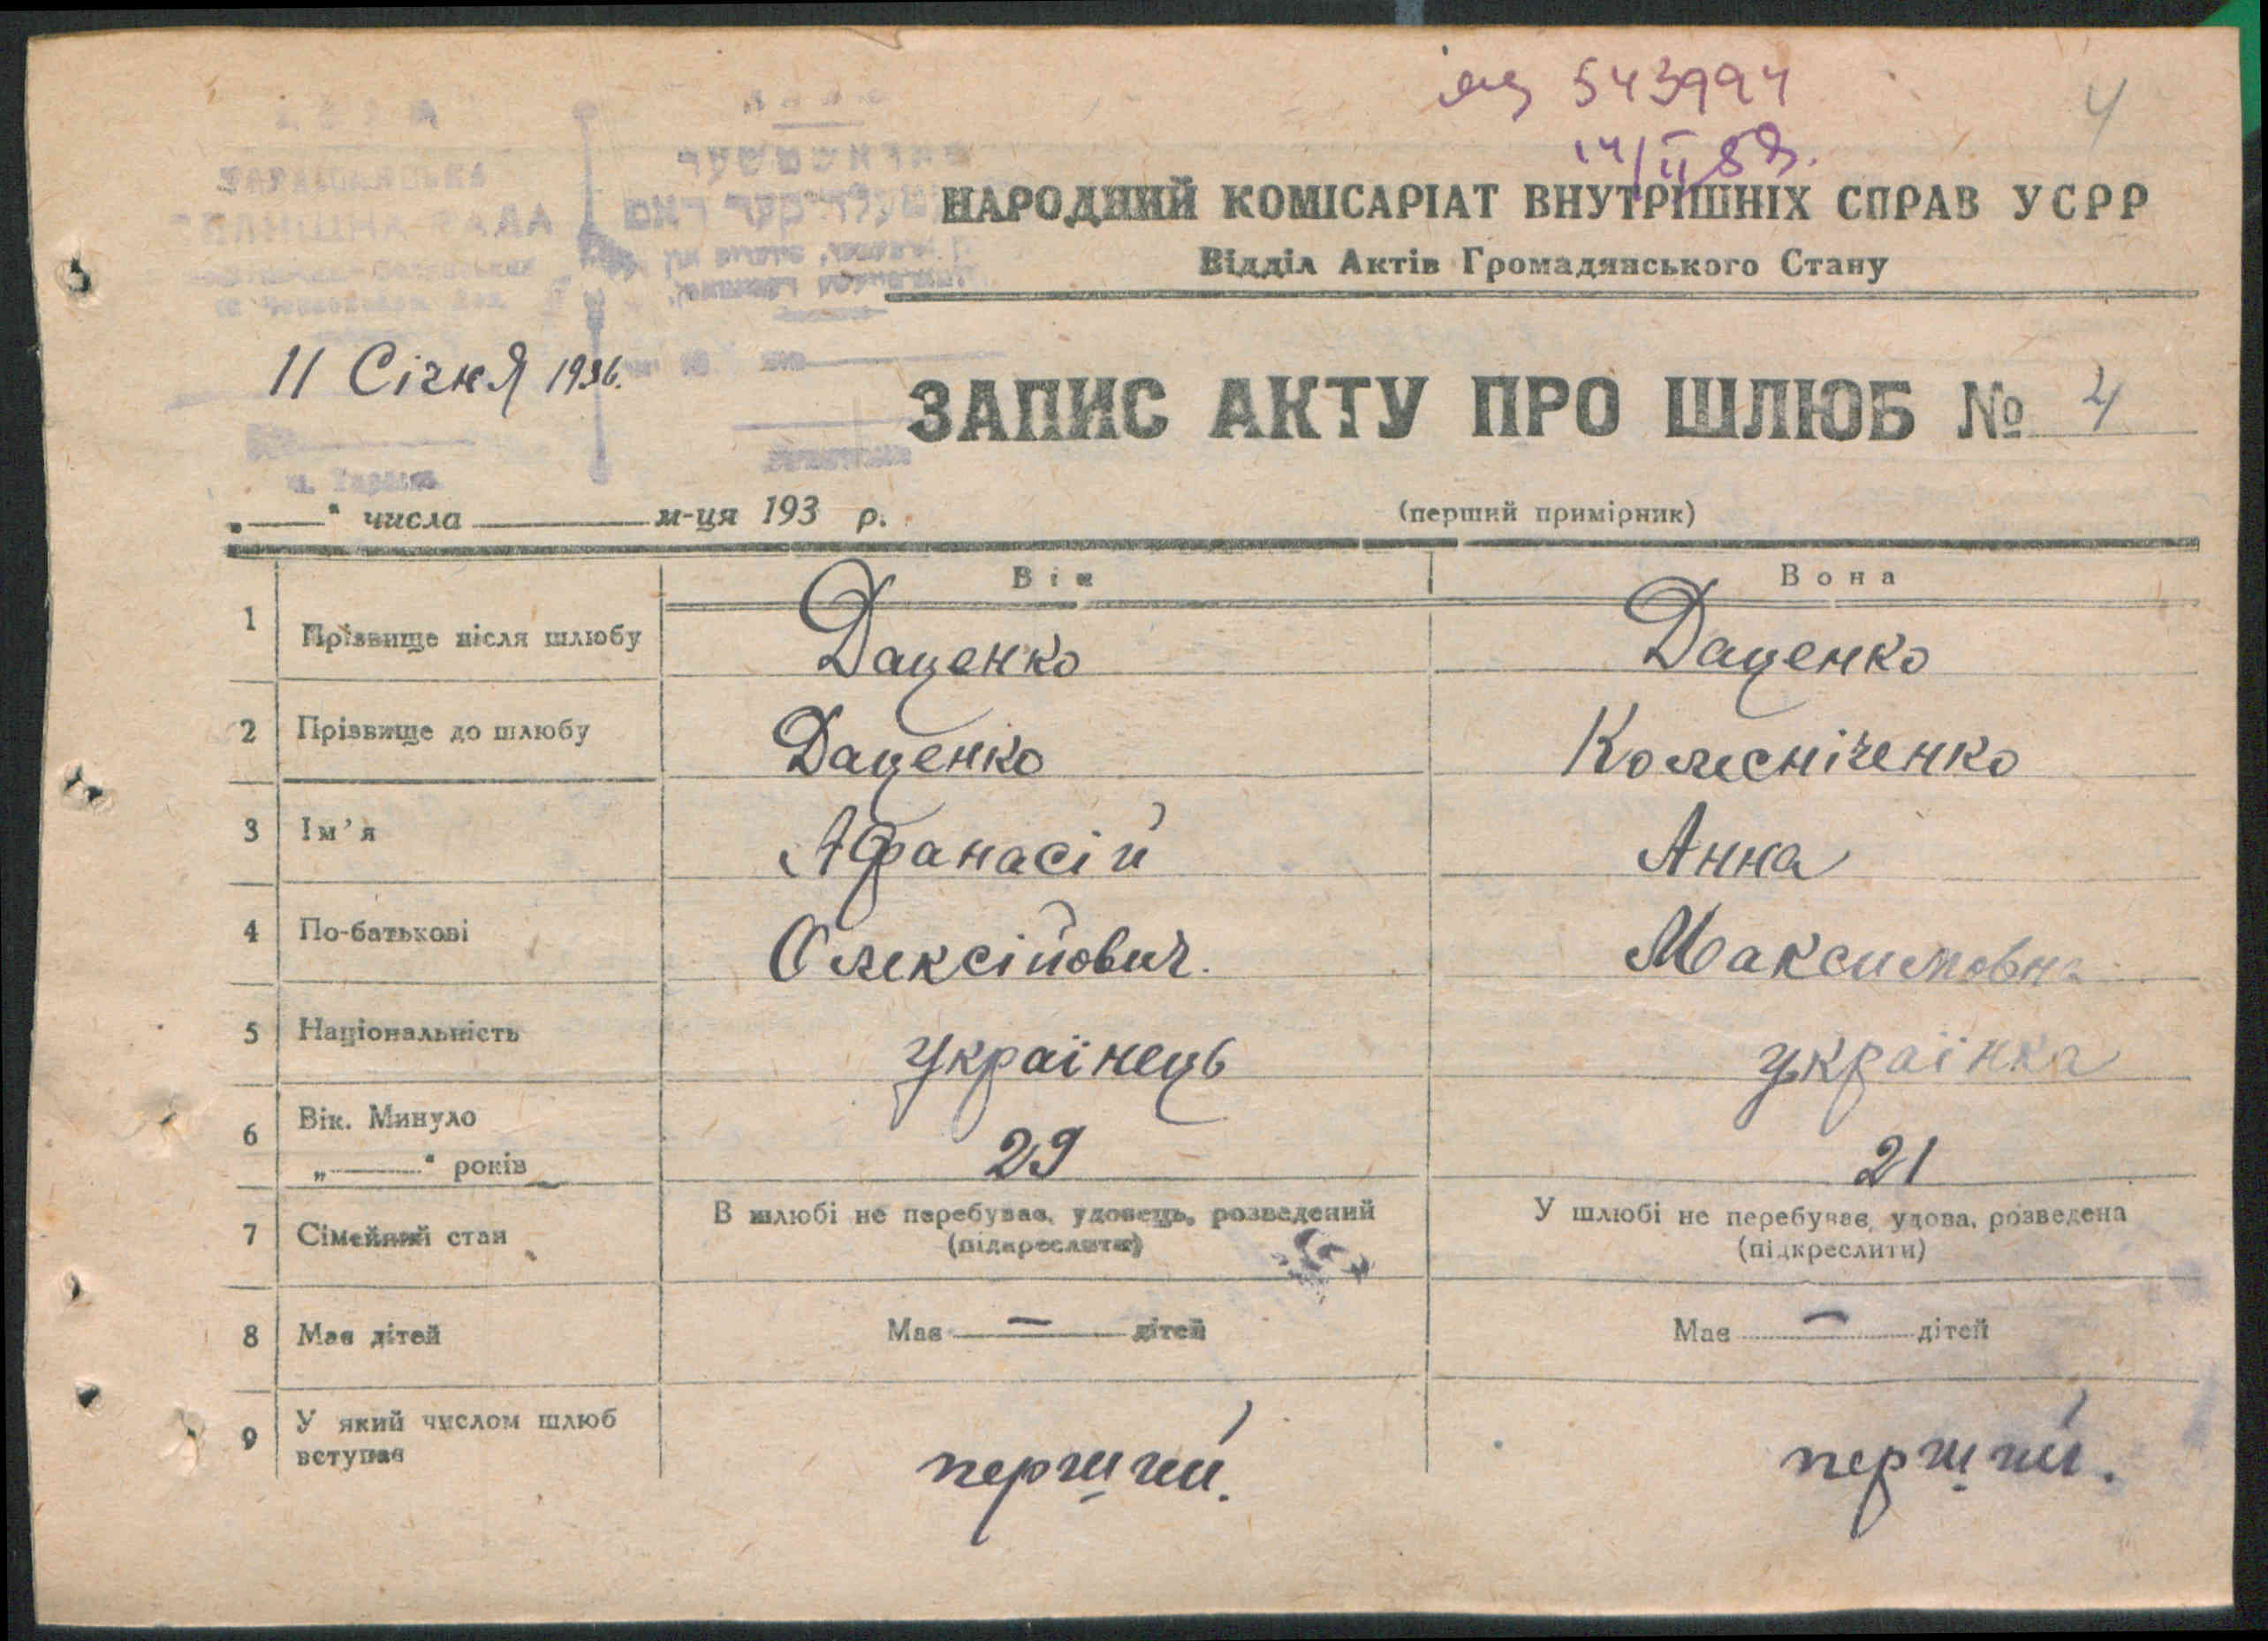 543994
4
14/II 58р.
НАРОДНИЙ КОМІСАРІАТ ВНУТРІШНІХ СПРАВ УСРР
Відділ Актів Громадянського Стану
СЕЛИЩНА РАДА
11 Січня 1936.
ЗАПИС АКТУ ПРО ШЛЮБ № 4
„ “ числа м-ця 193 р.
(перший примірник)
Він Вона
1 Прізвище після шлюбу Даценко Даценко
2 Прізвище до шлюбу Даценко Колесніченко
3 Ім’я Афанасій Анна
4 По-батькові Олексійович. Максимовна
5 Національність українець українка
6 Вік. Минуло
„ “ років 29 21
7 Сімейний стан В шлюбі не перебуває, удовець, розведений У шлюбі не перебуває, удова, розведена
(підкреслити) (підкреслити)
8 Має дітей Має — дітей Має — дітей
9 У який числом шлюб
вступає перший. перший.